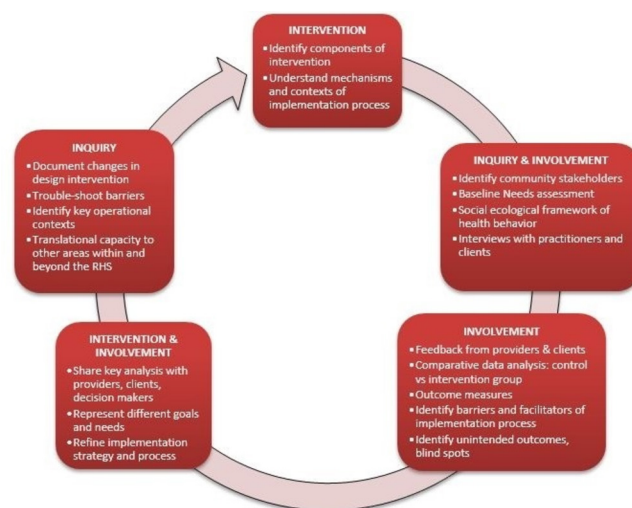 INTERVENTION
•Identify components of
intervention
•Understand mechanisms
and contexts of
implementation process
INQUIRY & INVOLVEMENT
•Identify community stakeholders
•Baseline Needs assessment
•Social ecological framework of
health behavior
•Interviews with practitioners and
clients
INVOLVEMENT
•Feedback from providers & clients
•Comparative data analysis: control
vs intervention group
•Outcome measures
•Identify barriers and facilitators of
implementation process
•Identify unintended outcomes,
blind spots
INTERVENTION &
INVOLVEMENT
•Share key analysis with
providers, clients,
decision makers
•Represent different goals
and needs
•Refine implementation
strategy and process
INQUIRY
•Document changes in
design intervention
•Trouble-shoot barriers
•Identify key operational
contexts
•Translational capacity to
other areas within and
beyond the RHS